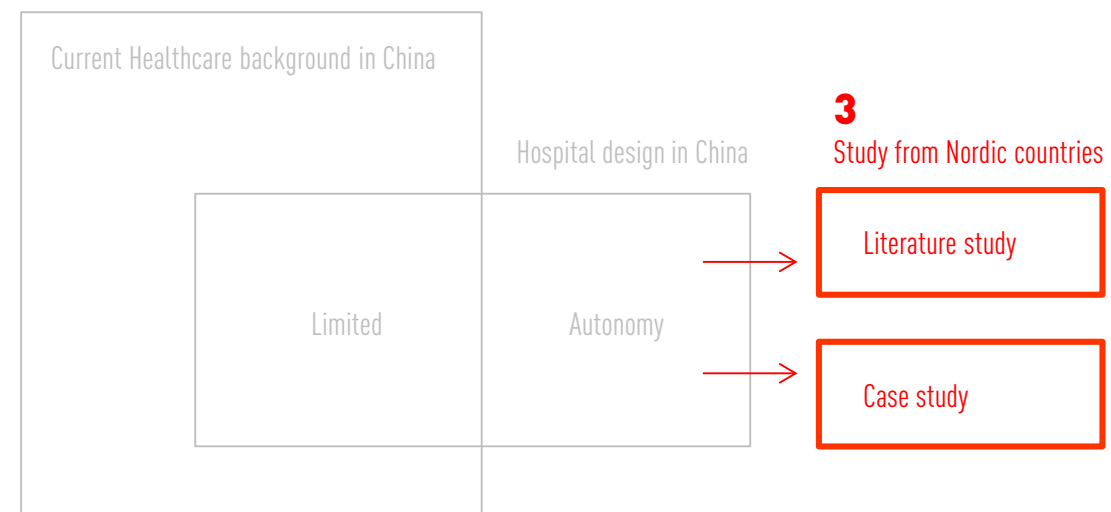 Current Healthcare background in China
3
Hospital design in China
Study from Nordic countries
Literature study
Limited
Autonomy
Case study